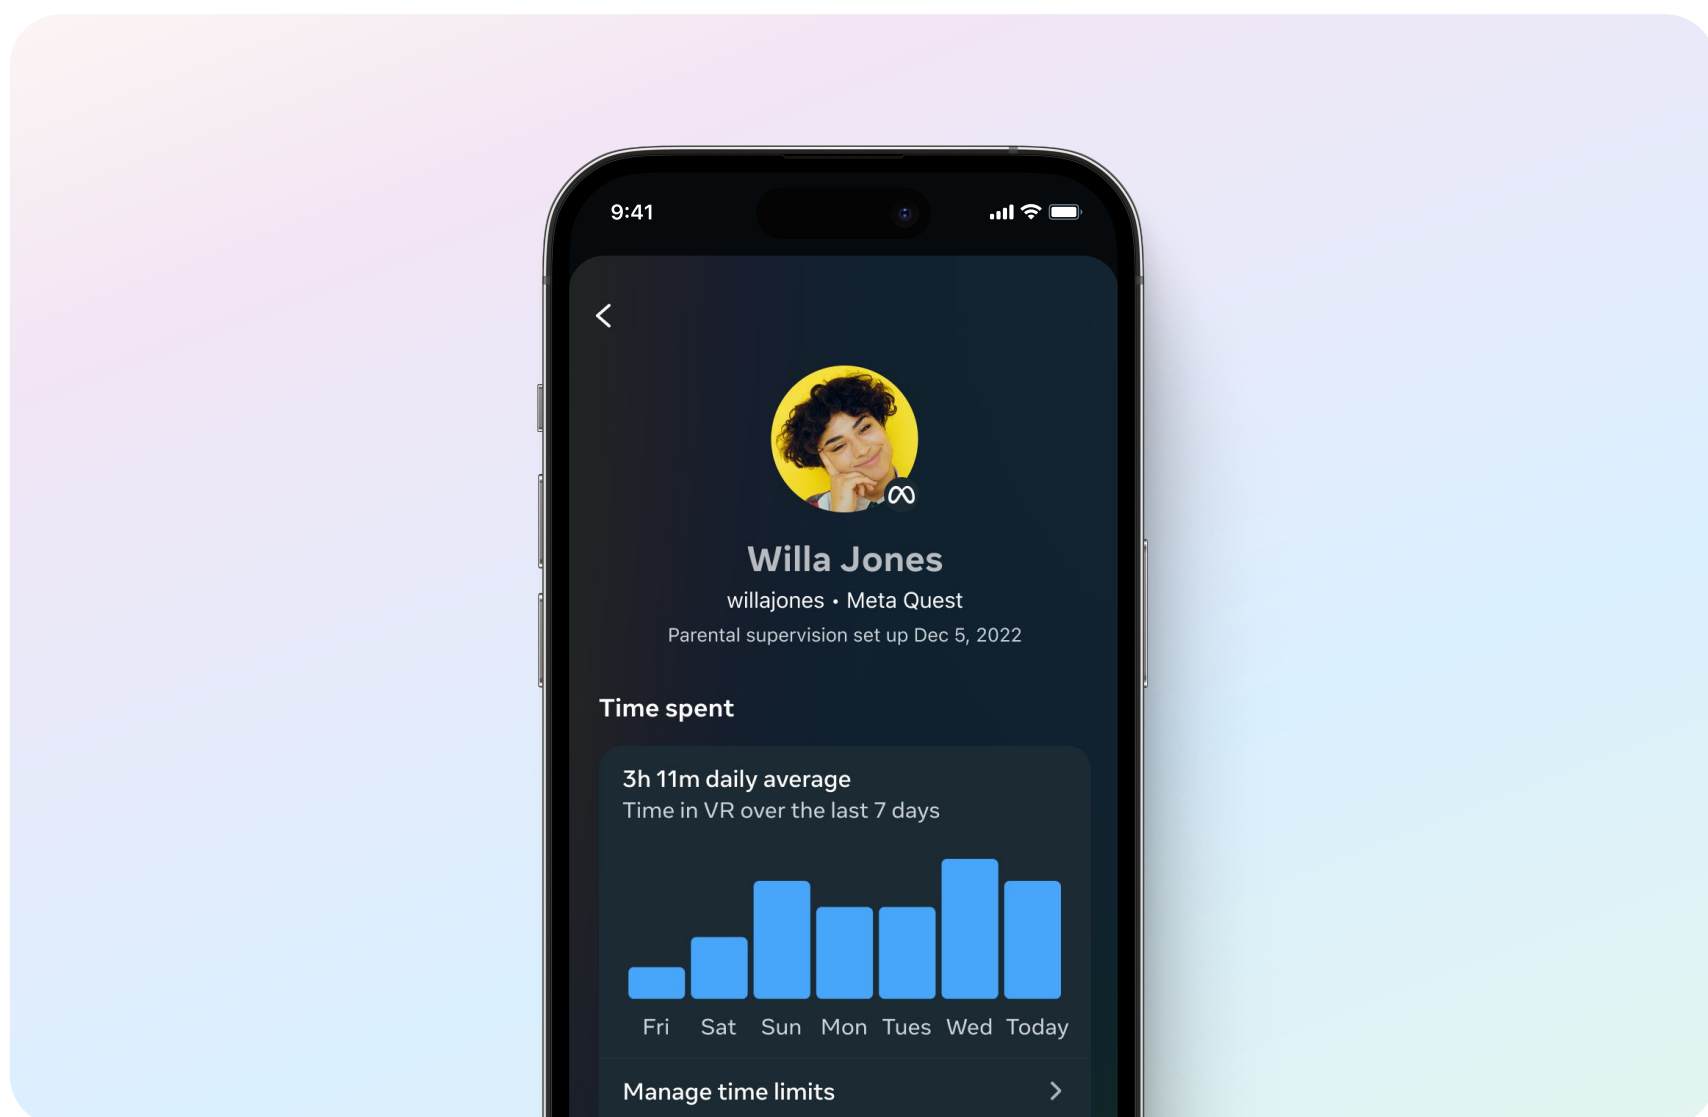 9:41
Willa Jones
willajones • Meta Quest
Parental supervision set up Dec 5, 2022
Time spent
3h 11m daily average
Time in VR over the last 7 days
Fri Sat Sun Mon Tues Wed Today
Manage time limits